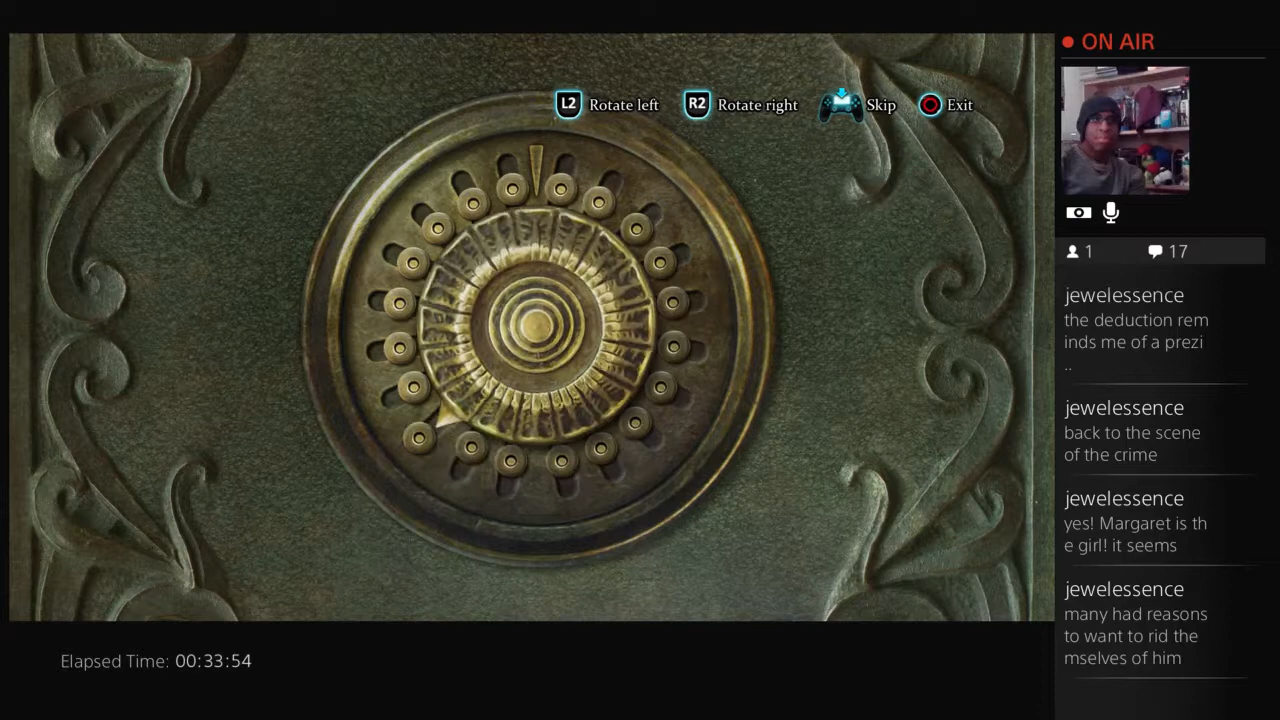 ON AIR
L2 Rotate left R2 Rotate right Skip Exit
1 17
jewelessence
the deduction rem
inds me of a prezi
..
jewelessence
back to the scene
of the crime
jewelessence
yes! Margaret is th
e girl! it seems
jewelessence
many had reasons
to want to rid the
mselves of him
Elapsed Time: 00:33:54